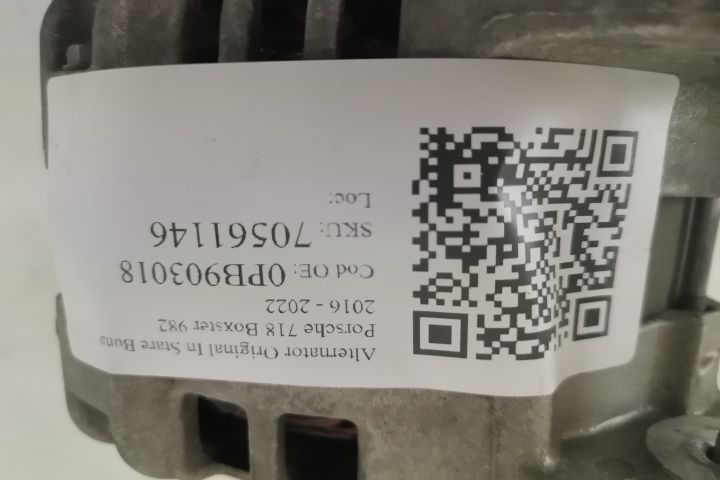 Alternator Original In Stare Buna
Porsche 718 Boxster 982
2016 - 2022
Cod OE: 0PB903018
SKU: 70561146
Loc: